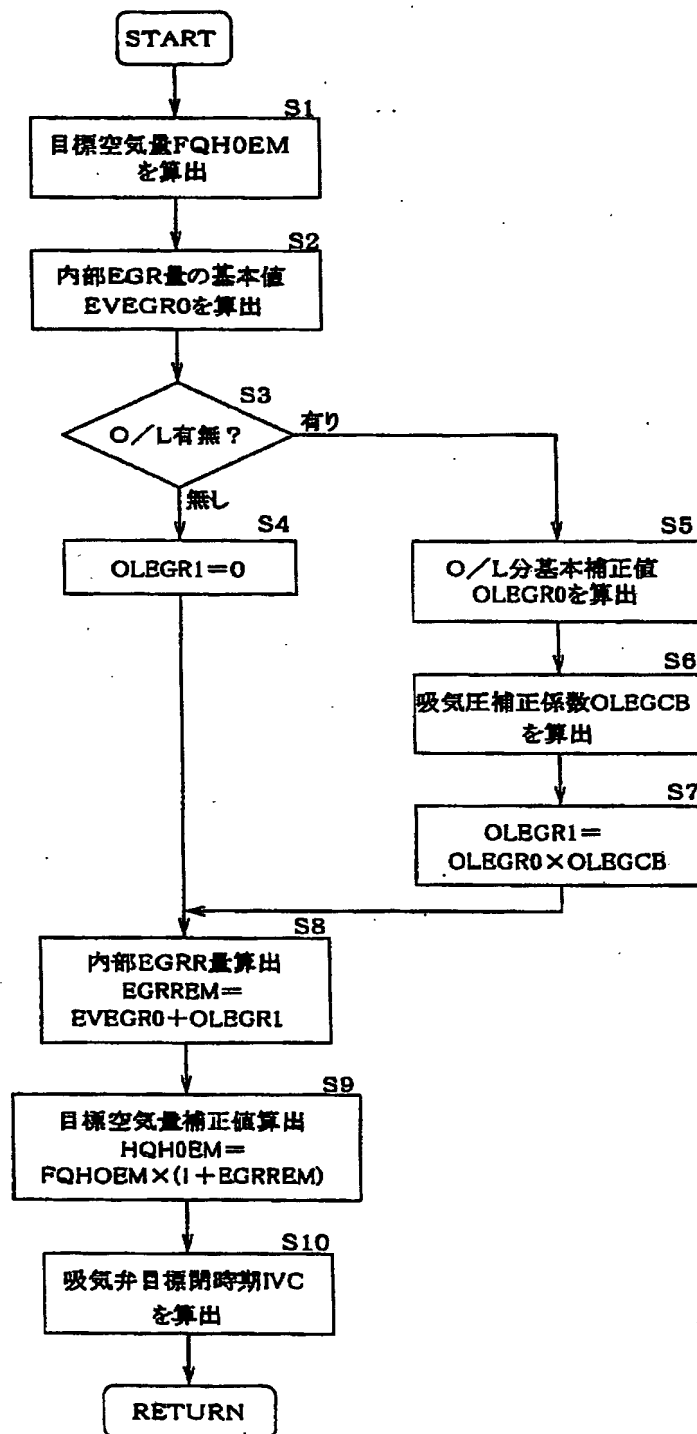 START
S1
目標空気量FQH0EM
を算出
S2
内部EGR量の基本値
EVEGR0を算出
S3
O/L有無?
有り
無し
S4
OLEGR1=0
S5
O/L分基本補正値
OLEGR0を算出
S6
吸気圧補正係数OLEGCB
を算出
S7
OLEGR1=
OLEGR0×OLEGCB
S8
内部EGRR量算出
EGRREM=
EVEGR0+OLEGR1
S9
目標空気量補正値算出
HQH0EM=
FQHOEM×(1+EGRREM)
S10
吸気弁目標閉時期IVC
を算出
RETURN